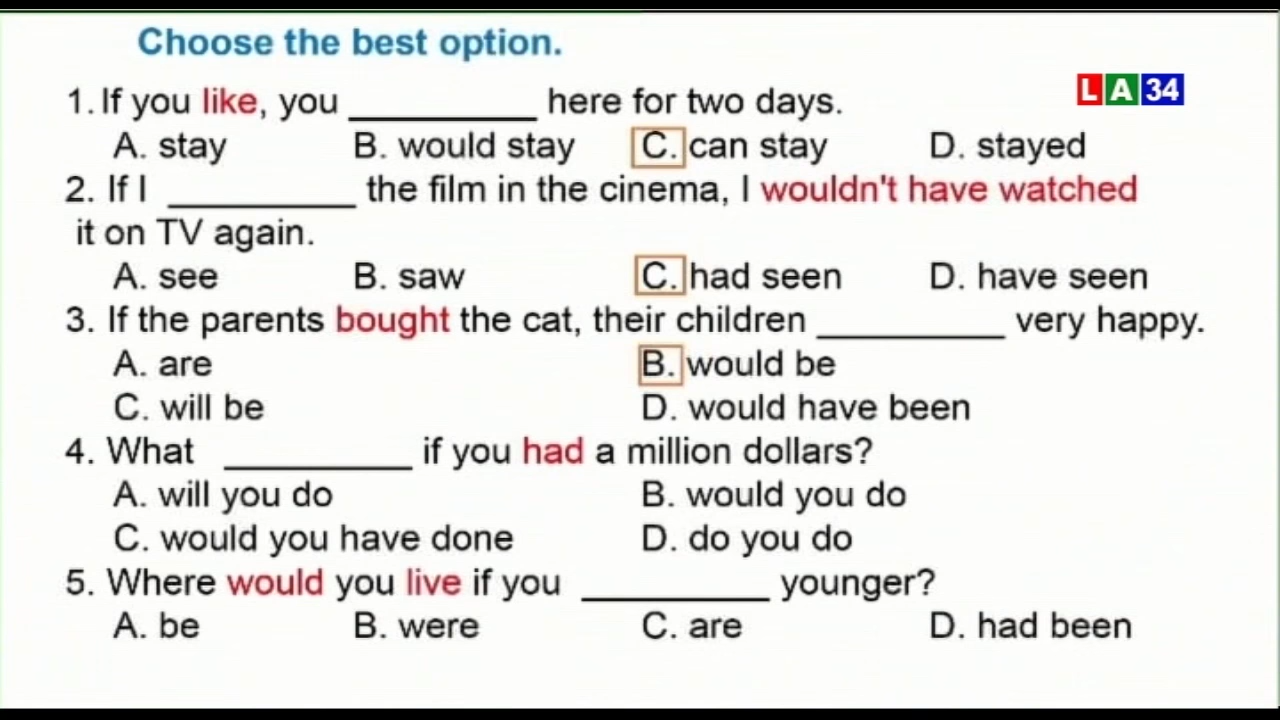 Choose the best option.
LA34
1. If you like, you __________ here for two days.
A. stay B. would stay C. can stay D. stayed
2. If I __________ the film in the cinema, I wouldn't have watched
it on TV again.
A. see B. saw C. had seen D. have seen
3. If the parents bought the cat, their children __________ very happy.
A. are B. would be
C. will be D. would have been
4. What __________ if you had a million dollars?
A. will you do B. would you do
C. would you have done D. do you do
5. Where would you live if you __________ younger?
A. be B. were C. are D. had been